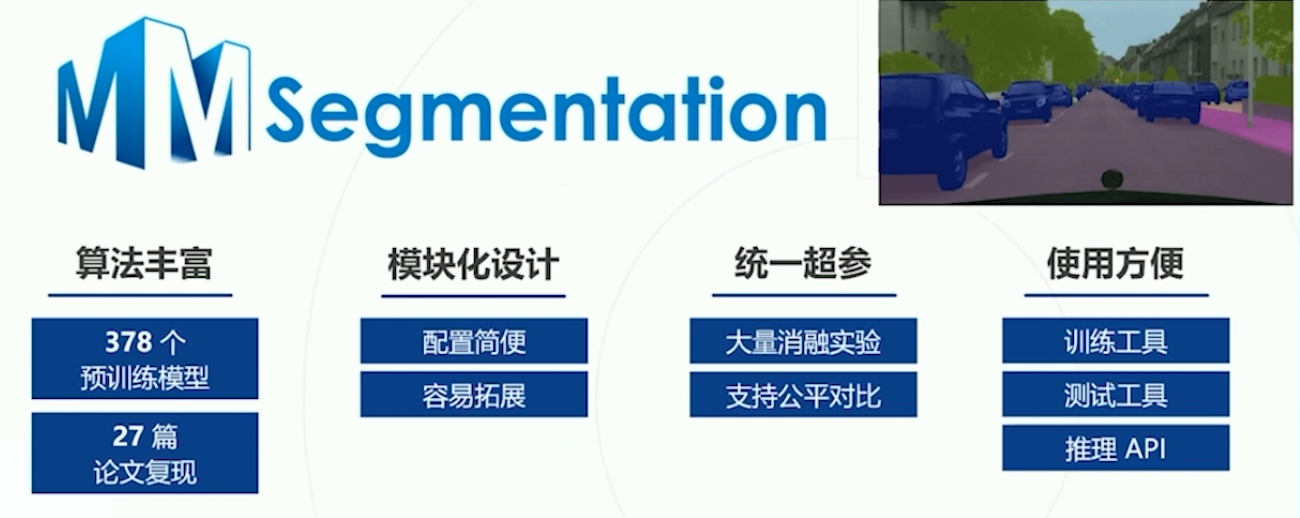 MMSegmentation
算法丰富
378 个
预训练模型
27 篇
论文复现
模块化设计
配置简便
容易拓展
统一超参
大量消融实验
支持公平对比
使用方便
训练工具
测试工具
推理 API